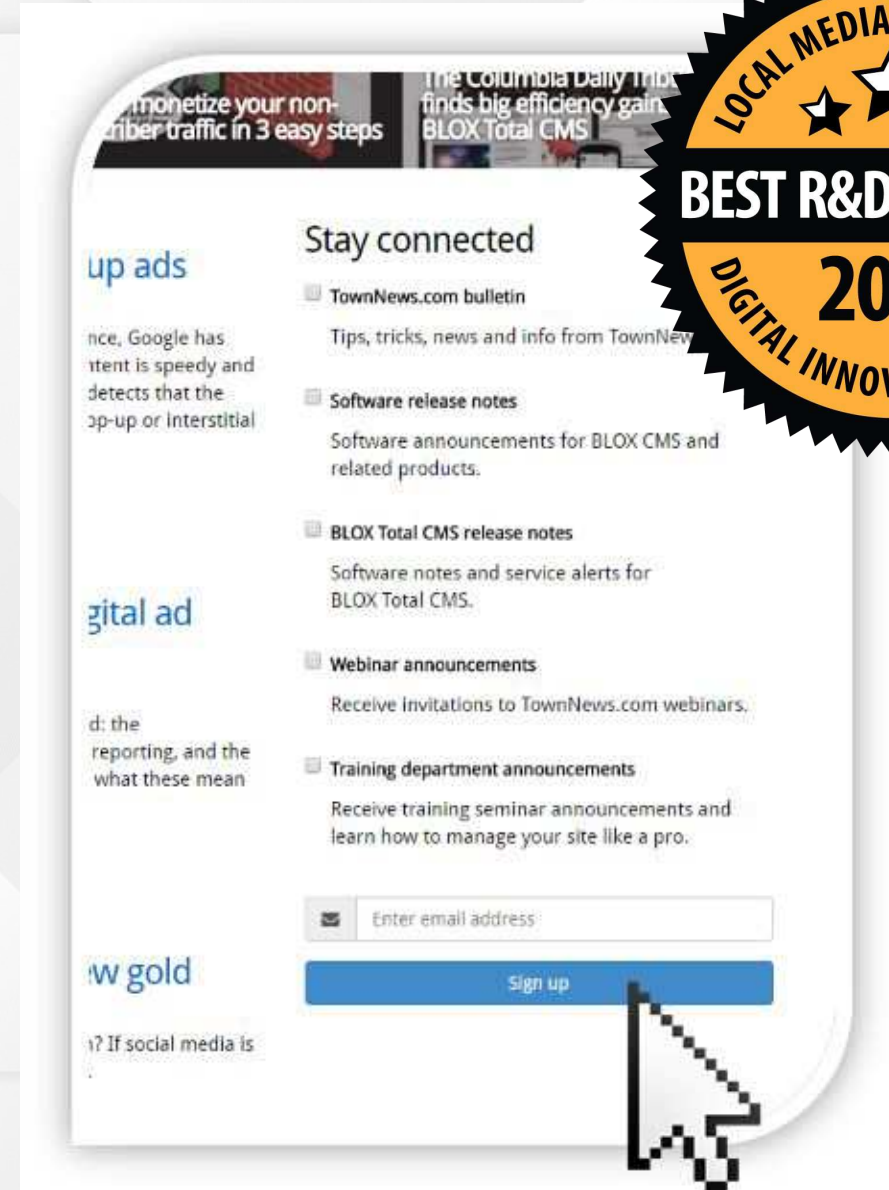 monetize your non-
riber traffic in 3 easy steps
The Columbia Daily Trib
finds big efficiency gain
BLOX Total CMS
LOCAL MEDIA
BEST R&D
20
DIGITAL INNOV
up ads
nce, Google has
ntent is speedy and
detects that the
op-up or interstitial
gital ad
d: the
reporting, and the
what these mean
ew gold
n? If social media is
.
Stay connected
TownNews.com bulletin
Tips, tricks, news and info from TownNew
Software release notes
Software announcements for BLOX CMS and
related products.
BLOX Total CMS release notes
Software notes and service alerts for
BLOX Total CMS.
Webinar announcements
Receive invitations to TownNews.com webinars.
Training department announcements
Receive training seminar announcements and
learn how to manage your site like a pro.
Enter email address
Sign up